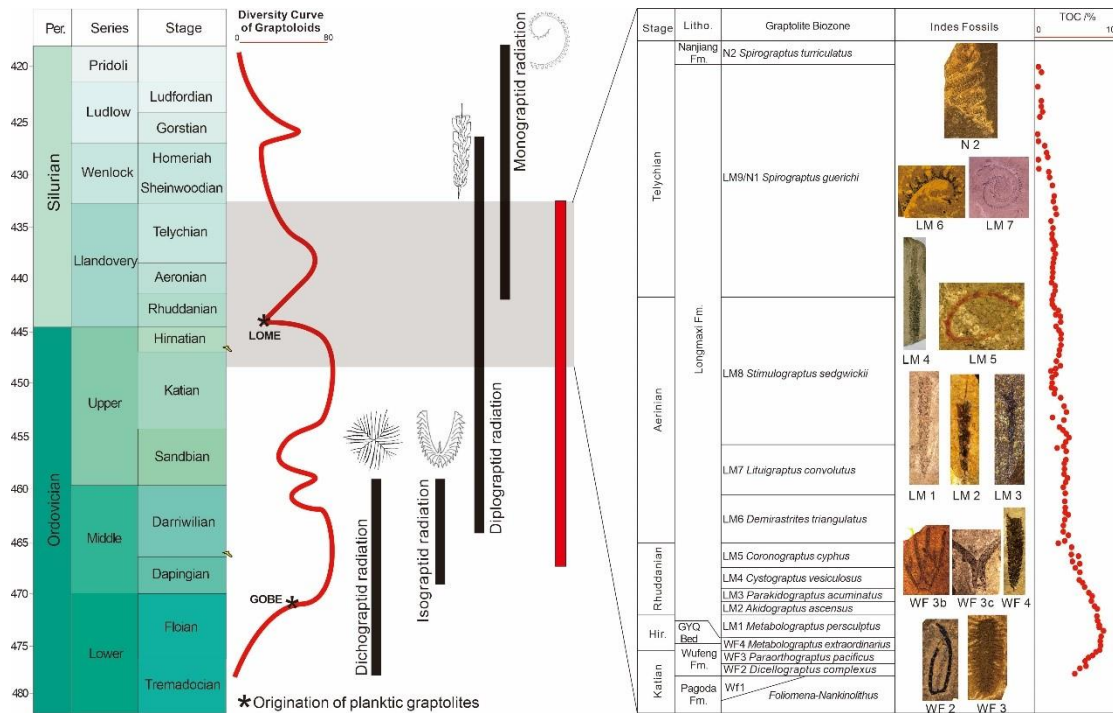 Per.
Series
Stage
Diversity Curve
of Graptoloids
0
80
420
425
430
435
440
445
450
455
460
465
470
475
480
Silurian
Ordovician
Pridoli
Ludlow
Wenlock
Llandovery
Upper
Middle
Lower
Ludfordian
Gorstian
Homeriah
Sheinwoodian
Telychian
Aeronian
Rhuddanian
Hirnatian
Katian
Sandbian
Darriwilian
Dapingian
Floian
Tremadocian
LOME
GOBE
Dichograptid radiation
Isograptid radiation
Diplograptid radiation
Monograptid radiation
* Origination of planktic graptolites
Stage
Litho.
Graptolite Biozone
Indes Fossils
TOC /%
0
10
Telychian
Aerinian
Rhuddanian
Hir.
Katian
Nanjiang
Fm.
Longmaxi Fm.
GYQ
Bed
Wufeng
Fm.
Pagoda
Fm.
N2 Spirograptus turriculatus
LM9/N1 Spirograptus guerichi
LM8 Stimulograptus sedgwickii
LM7 Lituigraptus convolutus
LM6 Demirastrites triangulatus
LM5 Coronograptus cyphus
LM4 Cystograptus vesiculosus
LM3 Parakidograptus acuminatus
LM2 Akidograptus ascensus
LM1 Metabolograptus persculptus
WF4 Metabolograptus extraordinarius
WF3 Paraorthograptus pacificus
WF2 Dicellograptus complexus
Wf1
Foliomena-Nankinolithus
N 2
LM 6
LM 7
LM 4
LM 5
LM 1
LM 2
LM 3
WF 3b
WF 3c
WF 4
WF 2
WF 3